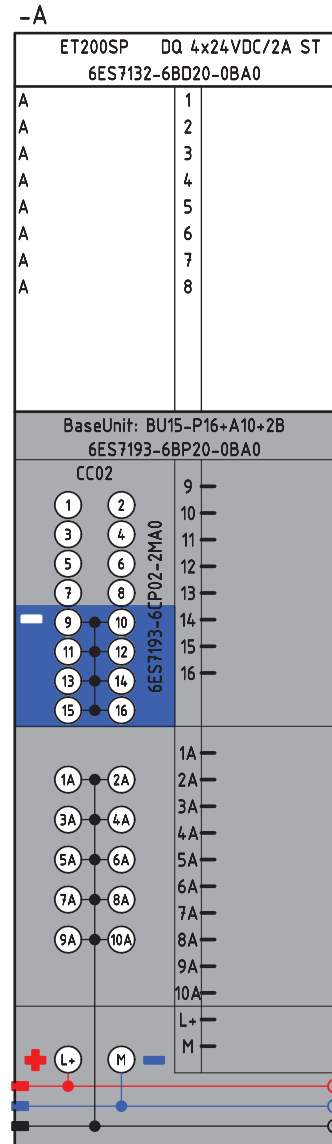 -A
ET200SP DQ 4x24VDC/2A ST
6ES7132-6BD20-0BA0
A 1
A 2
A 3
A 4
A 5
A 6
A 7
A 8
BaseUnit: BU15-P16+A10+2B
6ES7193-6BP20-0BA0
CC02
6ES7193-6CP02-2MA0
1 2
3 4
5 6
7 8
9 10
11 12
13 14
15 16
9
10
11
12
13
14
15
16
1A 2A
3A 4A
5A 6A
7A 8A
9A 10A
1A
2A
3A
4A
5A
6A
7A
8A
9A
10A
L+
M
L+ M